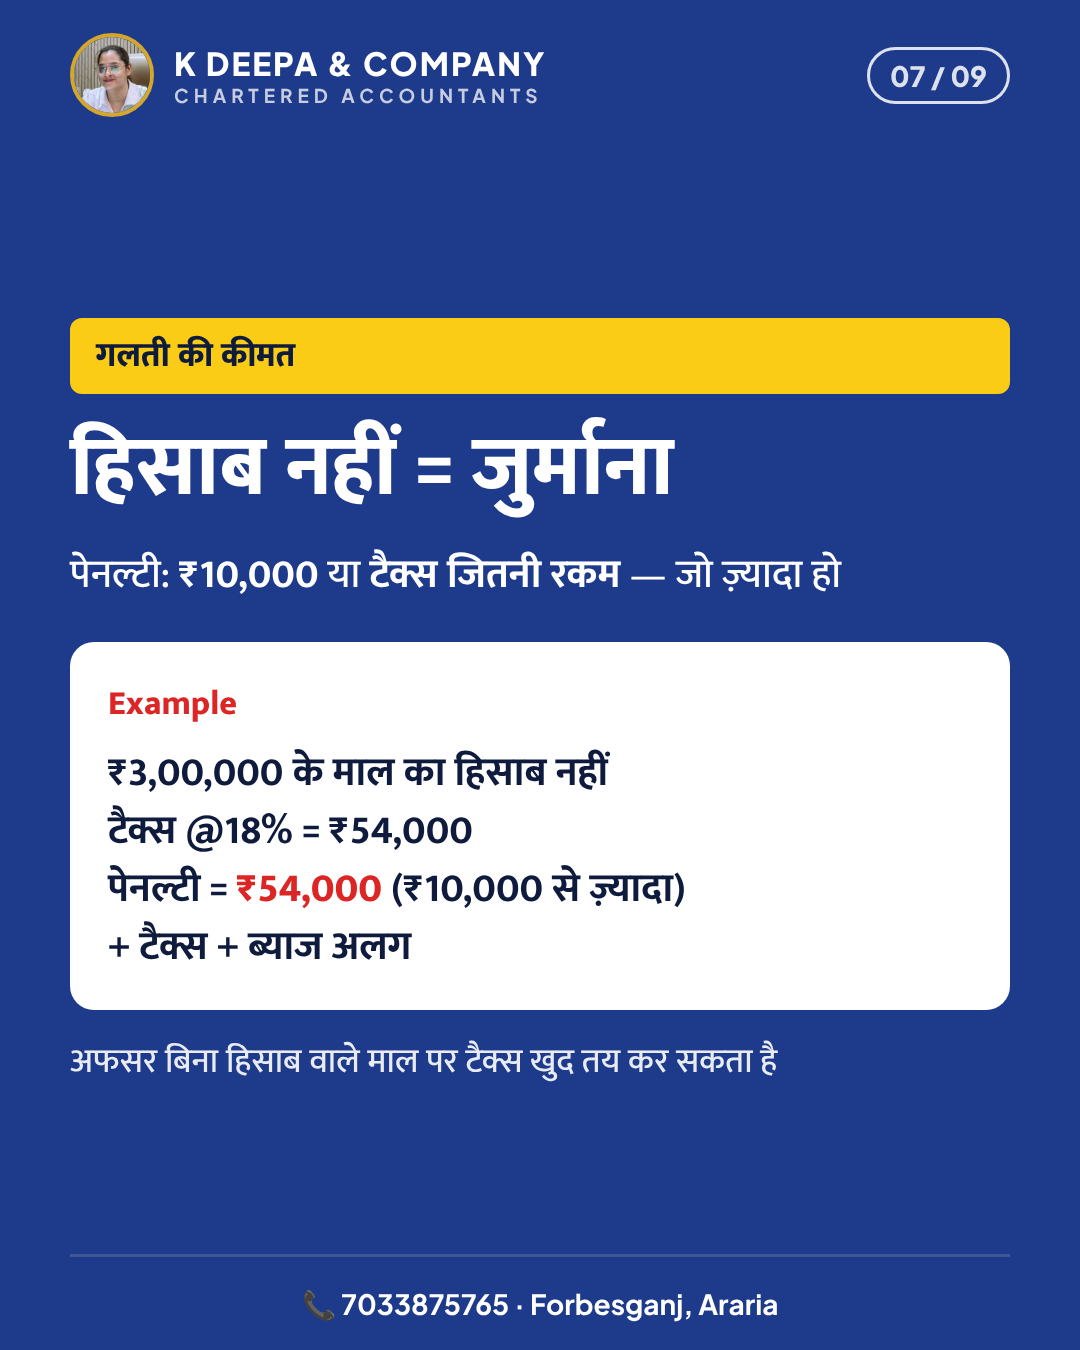 K DEEPA & COMPANY
CHARTERED ACCOUNTANTS
07 / 09
गलती की कीमत
हिसाब नहीं = जुर्माना
पेनल्टी: ₹10,000 या टैक्स जितनी रकम — जो ज़्यादा हो
Example
₹3,00,000 के माल का हिसाब नहीं
टैक्स @18% = ₹54,000
पेनल्टी = ₹54,000 (₹10,000 से ज़्यादा)
+ टैक्स + ब्याज अलग
अफसर बिना हिसाब वाले माल पर टैक्स खुद तय कर सकता है
📞 7033875765 · Forbesganj, Araria